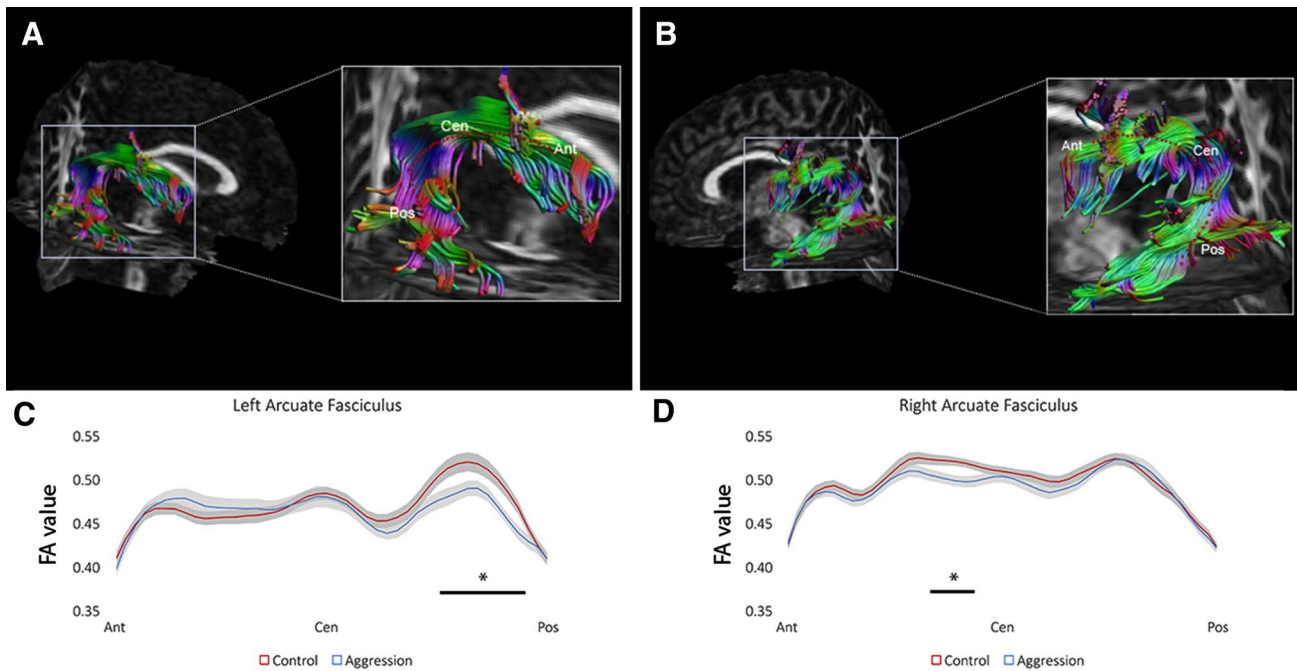 A
B
Cen
Ant
Pos
Ant
Cen
Pos
C
Left Arcuate Fasciculus
0.55
0.50
0.45
0.40
0.35
FA value
*
Ant
Cen
Pos
Control
Aggression
D
Right Arcuate Fasciculus
0.55
0.50
0.45
0.40
0.35
FA value
*
Ant
Cen
Pos
Control
Aggression